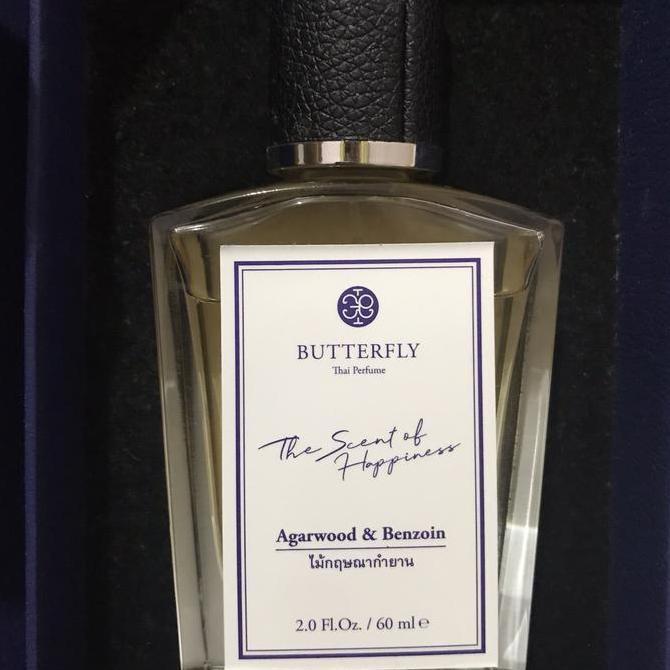 BUTTERFLY
Thai Perfume
The Scent of
Happiness
Agarwood & Benzoin
ไม้กฤษณากำยาน
2.0 Fl.Oz. / 60 ml ℮